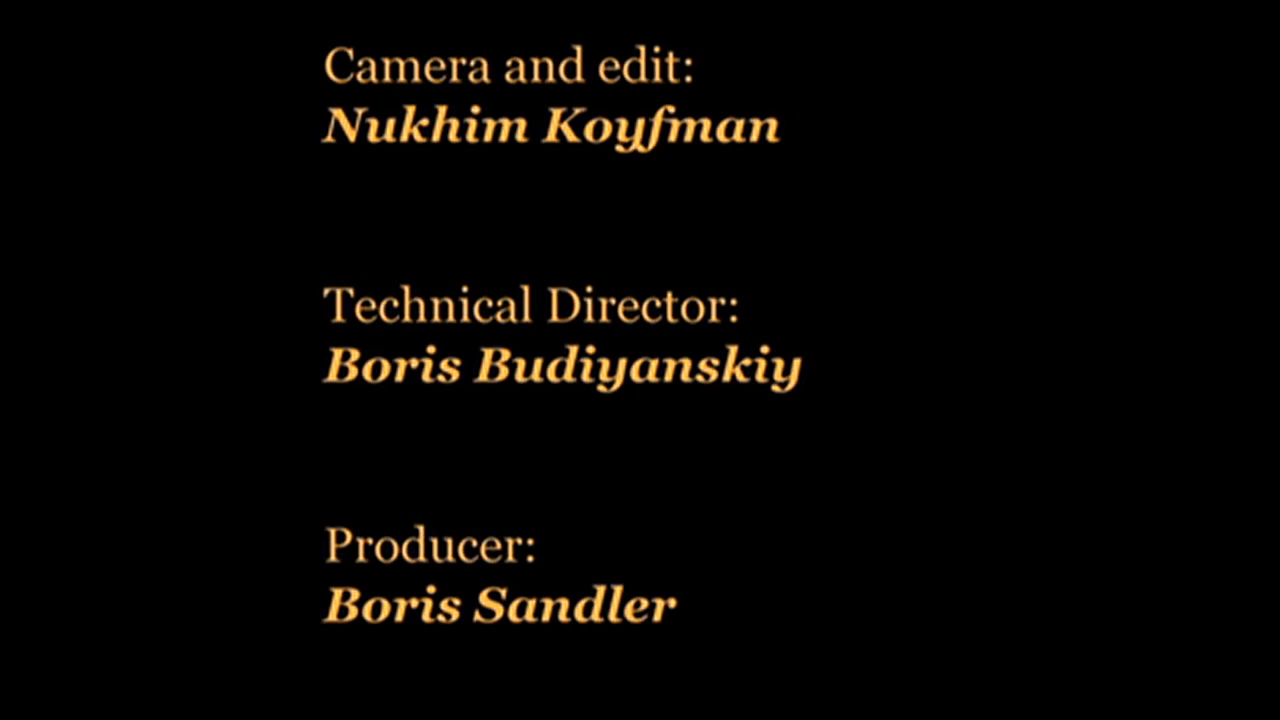 Camera and edit:
Nukhim Koyfman
Technical Director:
Boris Budiyanskiy
Producer:
Boris Sandler